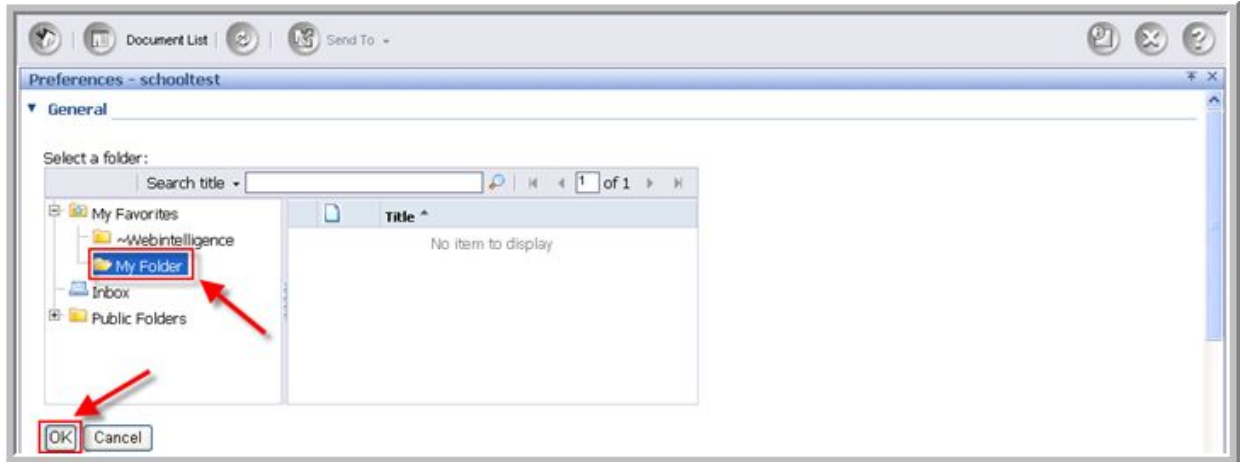 Document List Send To
Preferences - schooltest
General
Select a folder:
Search title 1 of 1
My Favorites Title
~Webintelligence No item to display
My Folder
Inbox
Public Folders
OK Cancel